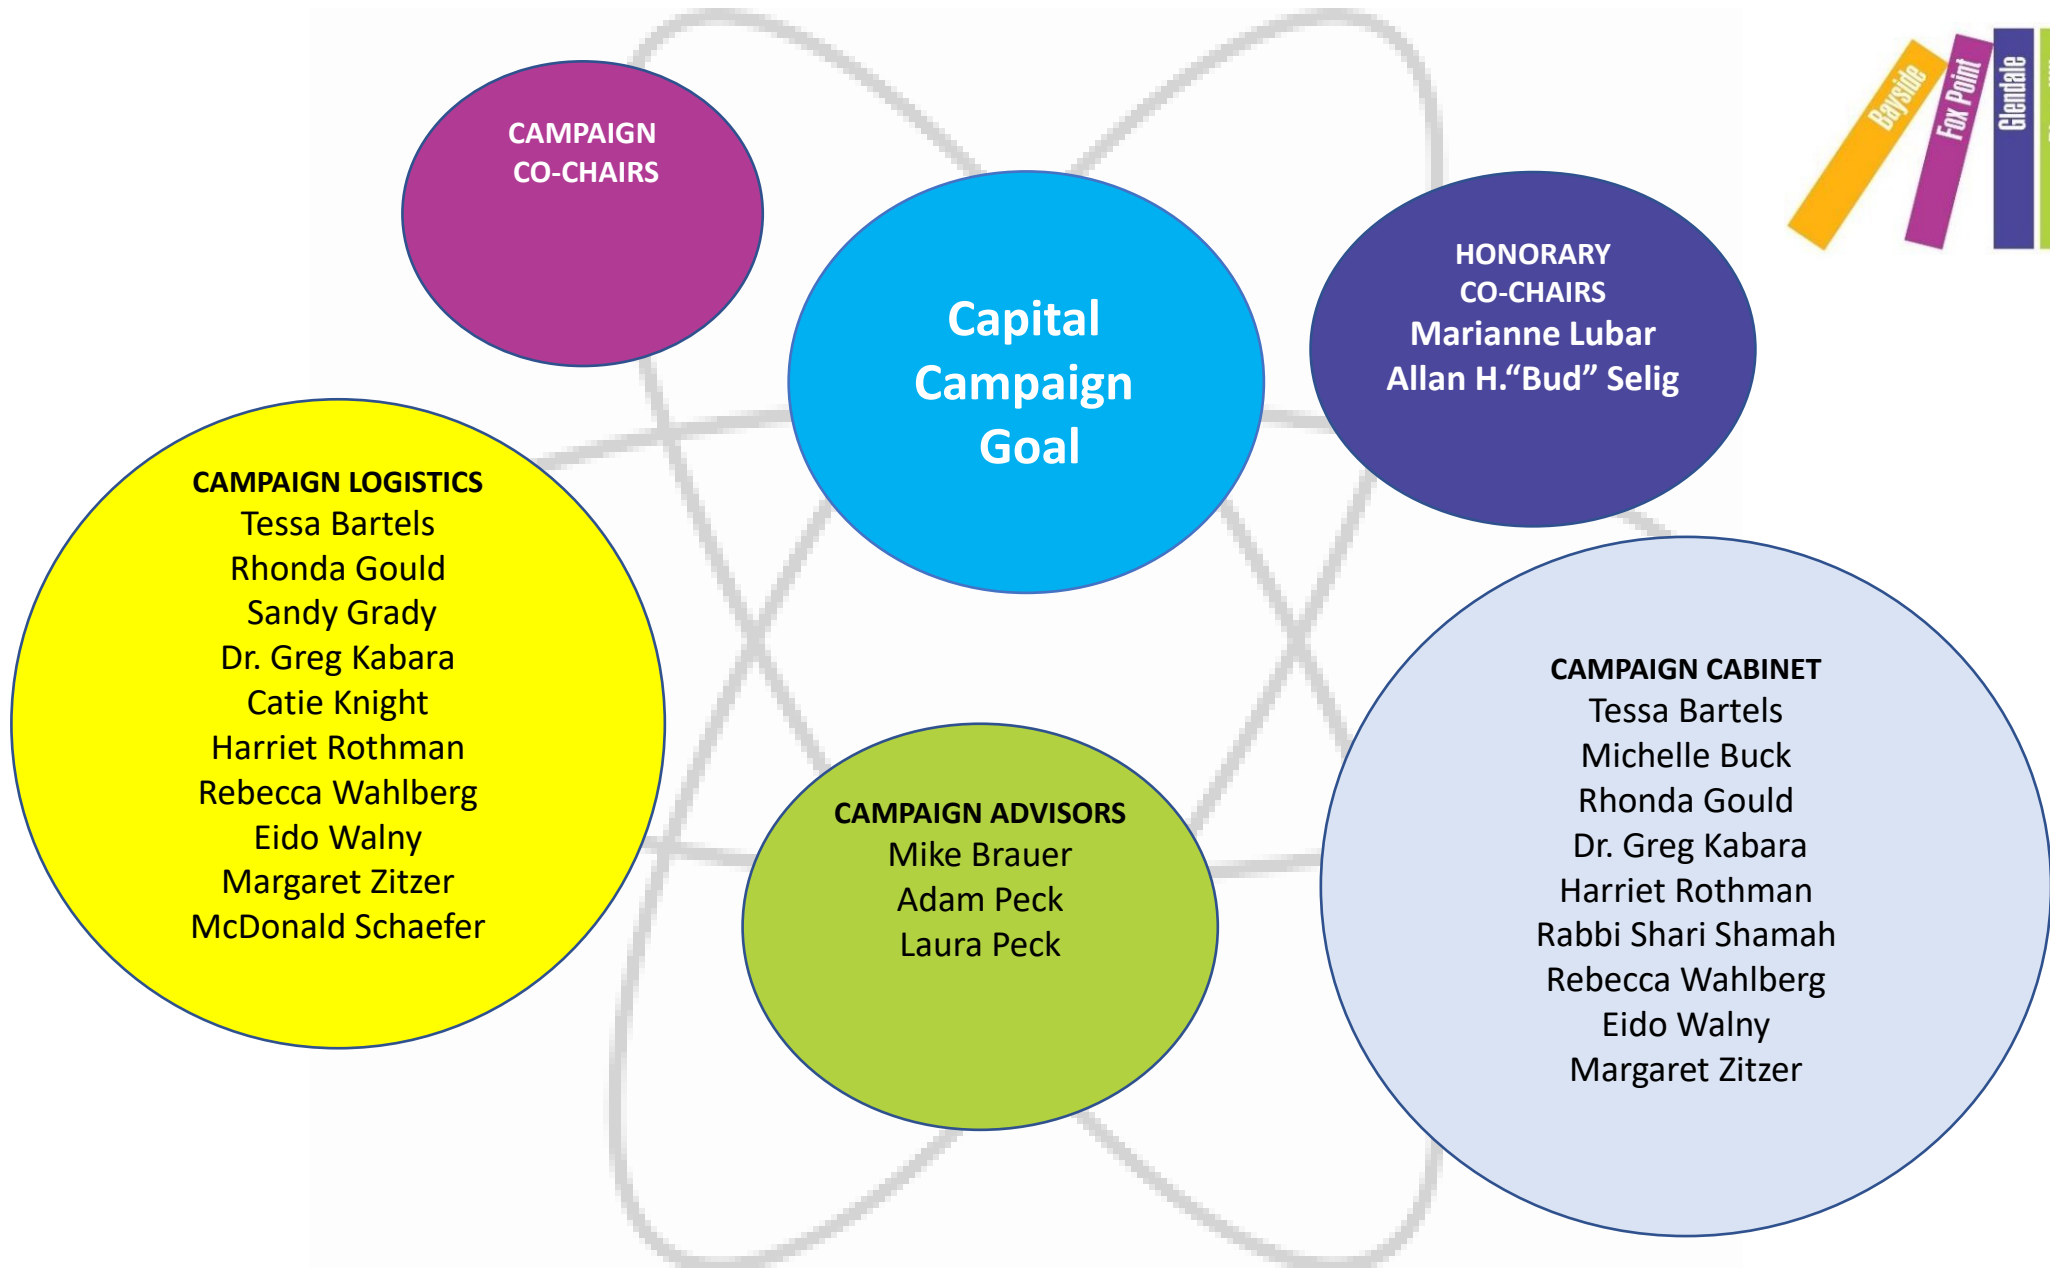 CAMPAIGN
CO-CHAIRS
Capital
Campaign
Goal
HONORARY
CO-CHAIRS
Marianne Lubar
Allan H.“Bud” Selig
Bayside
Fox Point
Glendale
CAMPAIGN LOGISTICS
Tessa Bartels
Rhonda Gould
Sandy Grady
Dr. Greg Kabara
Catie Knight
Harriet Rothman
Rebecca Wahlberg
Eido Walny
Margaret Zitzer
McDonald Schaefer
CAMPAIGN ADVISORS
Mike Brauer
Adam Peck
Laura Peck
CAMPAIGN CABINET
Tessa Bartels
Michelle Buck
Rhonda Gould
Dr. Greg Kabara
Harriet Rothman
Rabbi Shari Shamah
Rebecca Wahlberg
Eido Walny
Margaret Zitzer